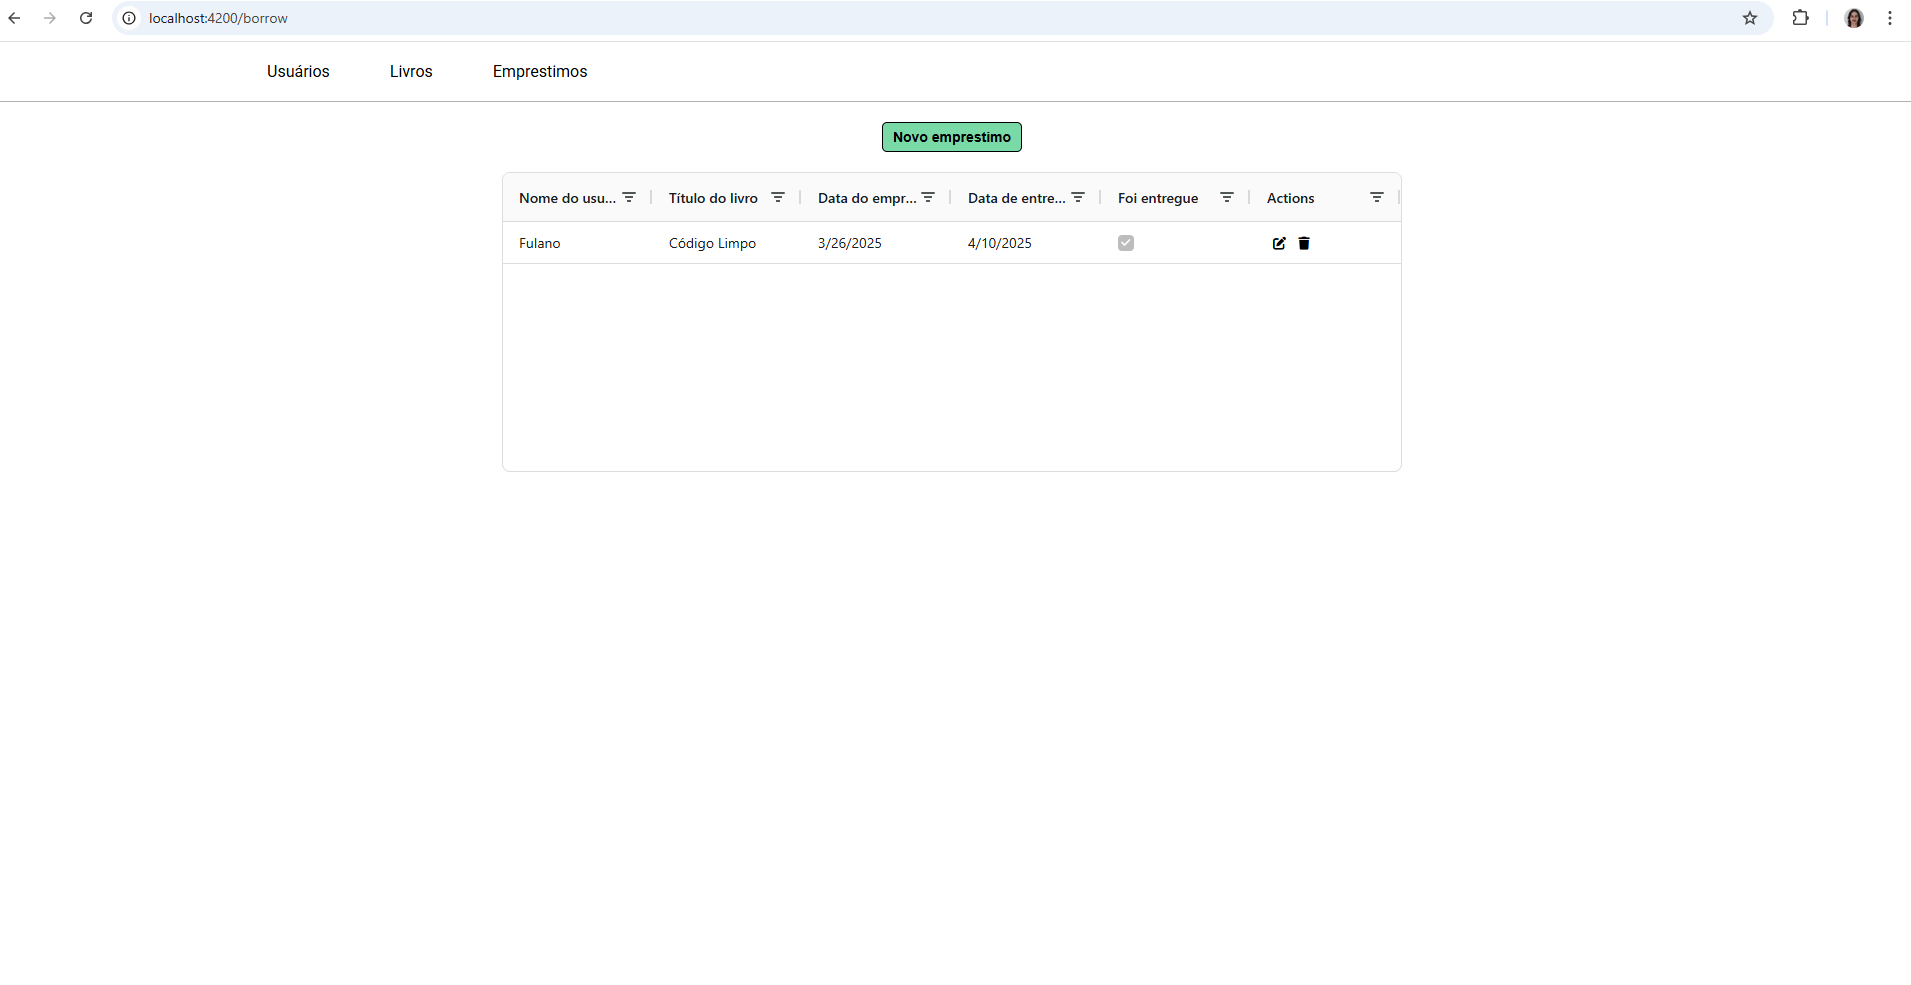 localhost:4200/borrow
Usuários Livros Emprestimos
Novo emprestimo
Nome do usu... Título do livro Data do empr... Data de entre... Foi entregue Actions
Fulano Código Limpo 3/26/2025 4/10/2025